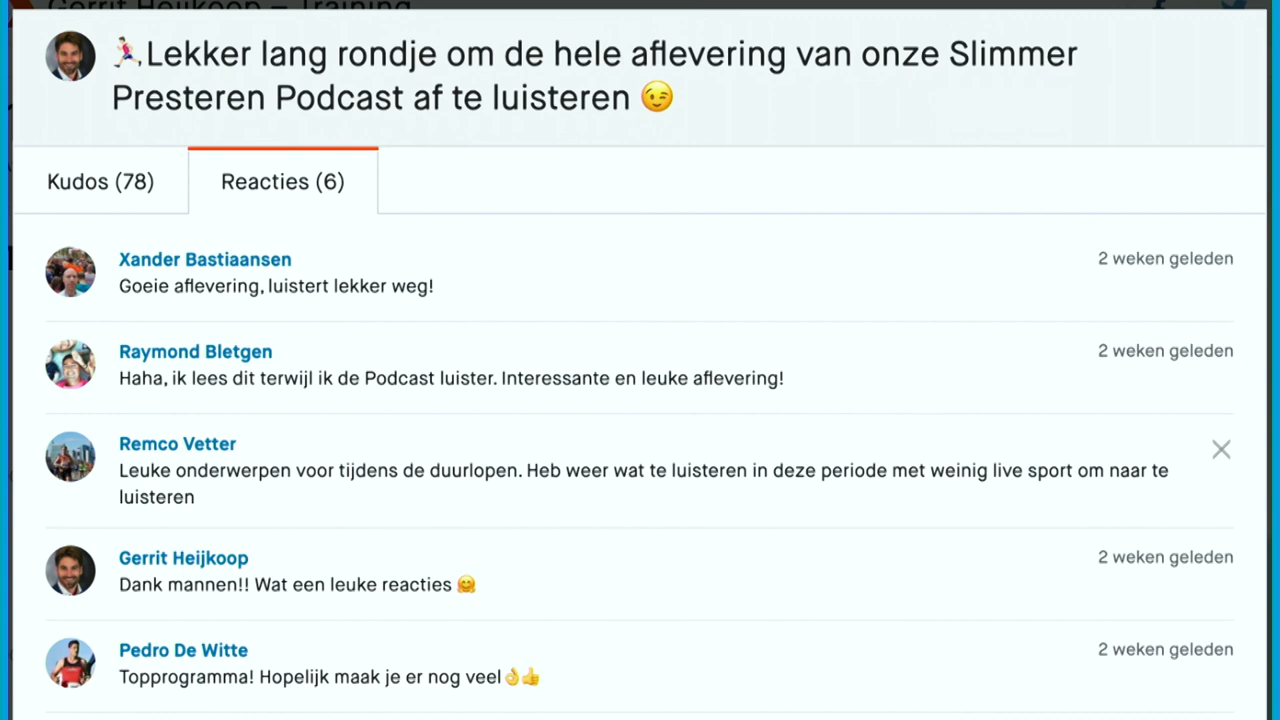 Gerrit Heijkoop – Training
🏃🏻‍♂️Lekker lang rondje om de hele aflevering van onze Slimmer
Presteren Podcast af te luisteren 😉
Kudos (78)
Reacties (6)
Xander Bastiaansen
2 weken geleden
Goeie aflevering, luistert lekker weg!
Raymond Bletgen
2 weken geleden
Haha, ik lees dit terwijl ik de Podcast luister. Interessante en leuke aflevering!
Remco Vetter
Leuke onderwerpen voor tijdens de duurlopen. Heb weer wat te luisteren in deze periode met weinig live sport om naar te
luisteren
Gerrit Heijkoop
2 weken geleden
Dank mannen!! Wat een leuke reacties 🤗
Pedro De Witte
2 weken geleden
Topprogramma! Hopelijk maak je er nog veel👌👍